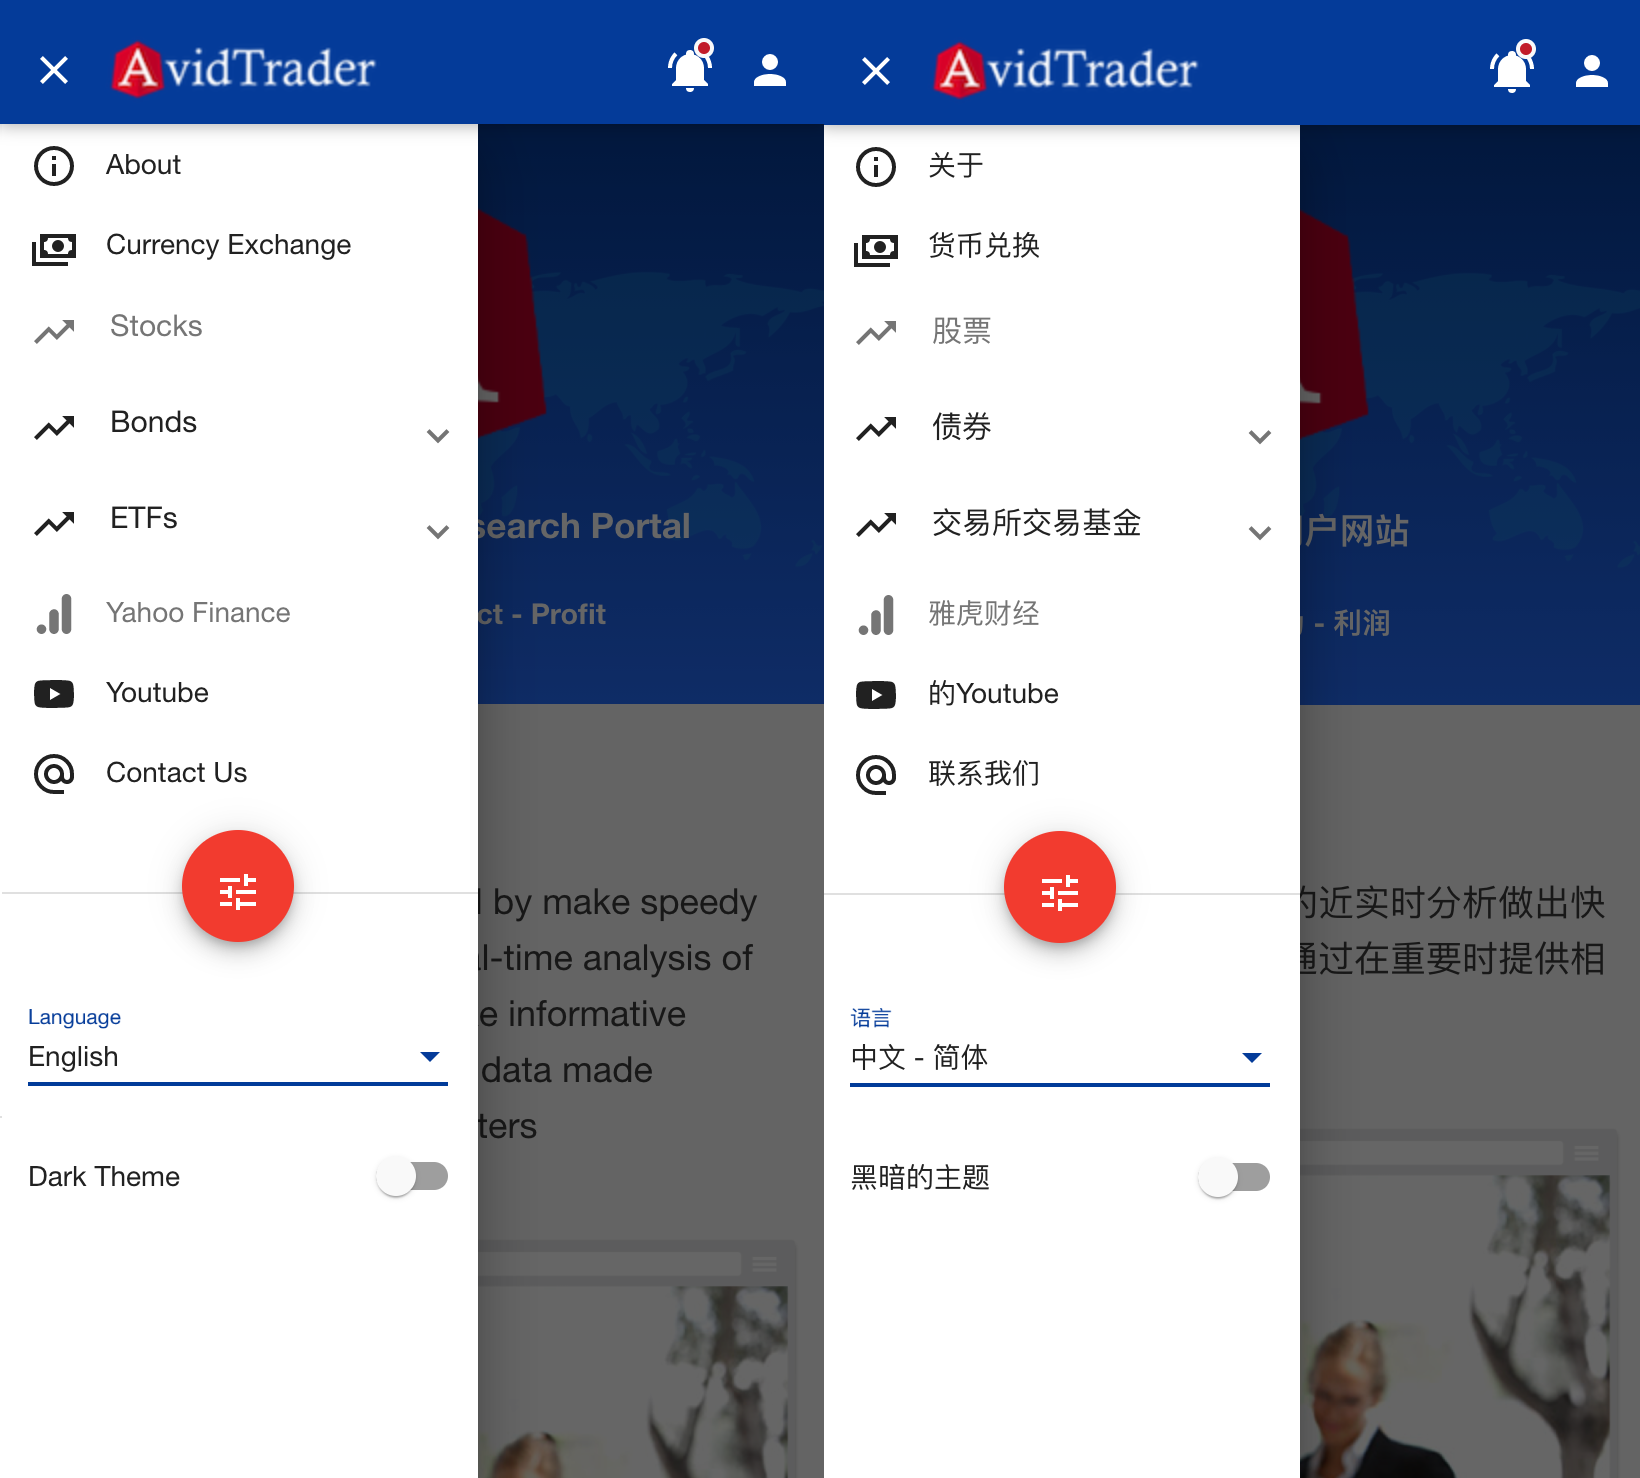 AvidTrader
About
Currency Exchange
Stocks
Bonds
ETFs
Yahoo Finance
Youtube
Contact Us
Language
English
Dark Theme
search Portal
ct - Profit
by make speedy
l-time analysis of
e informative
data made
ters
AvidTrader
关于
货币兑换
股票
债券
交易所交易基金
雅虎财经
的Youtube
联系我们
语言
中文 - 简体
黑暗的主题
户网站
- 利润
的近实时分析做出快
通过在重要时提供相